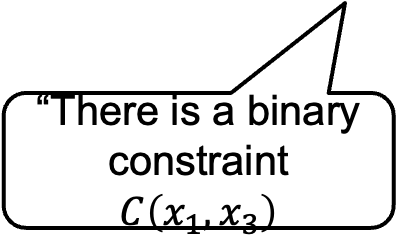 “There is a binary
constraint
𝐶(𝑥₁, 𝑥₃)